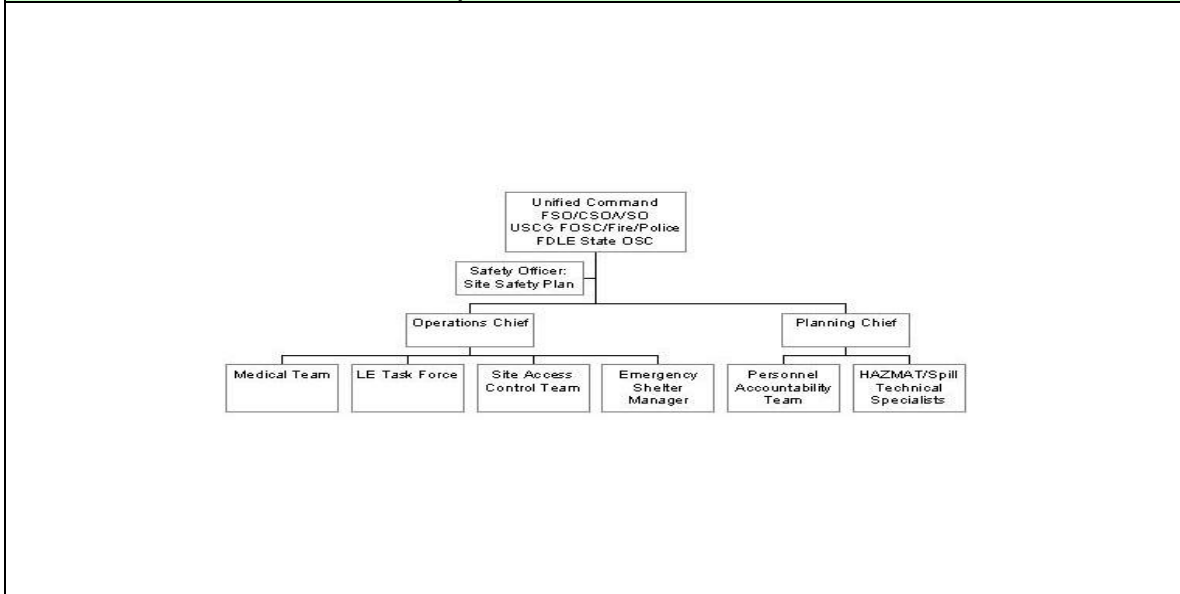 Unified Command
FSO/CSO/VSO
USCG FOSC/Fire/Police
FDLE State OSC
Safety Officer:
Site Safety Plan
Operations Chief
Planning Chief
Medical Team
LE Task Force
Site Access
Control Team
Emergency
Shelter
Manager
Personnel
Accountability
Team
HAZMAT/Spill
Technical
Specialists